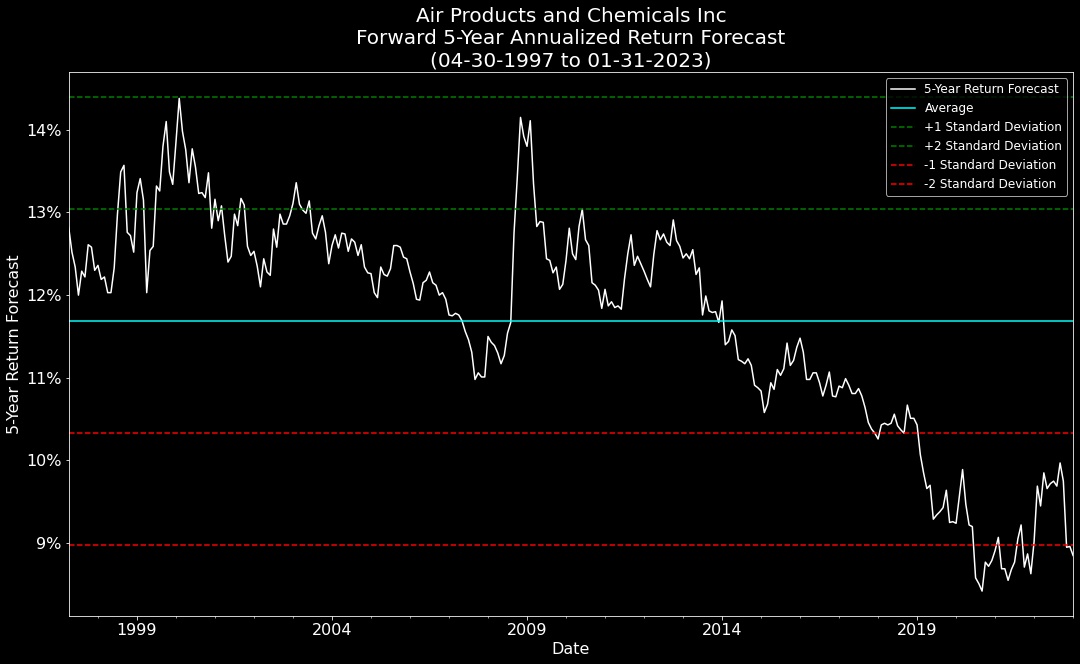 Air Products and Chemicals Inc
Forward 5-Year Annualized Return Forecast
(04-30-1997 to 01-31-2023)
5-Year Return Forecast
Average
+1 Standard Deviation
+2 Standard Deviation
-1 Standard Deviation
-2 Standard Deviation
14%
13%
12%
11%
10%
9%
5-Year Return Forecast
1999
2004
2009
2014
2019
Date